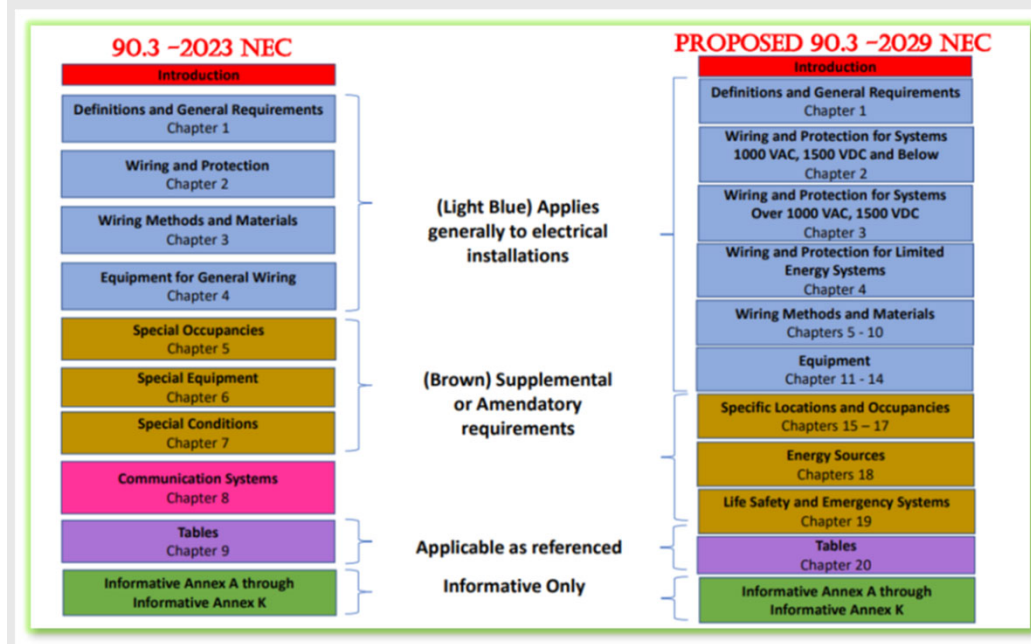 90.3 –2023 NEC
Introduction
Definitions and General Requirements
Chapter 1
Wiring and Protection
Chapter 2
Wiring Methods and Materials
Chapter 3
Equipment for General Wiring
Chapter 4
Special Occupancies
Chapter 5
Special Equipment
Chapter 6
Special Conditions
Chapter 7
Communication Systems
Chapter 8
Tables
Chapter 9
Informative Annex A through
Informative Annex K
(Light Blue) Applies
generally to electrical
installations
(Brown) Supplemental
or Amendatory
requirements
Applicable as referenced
Informative Only
PROPOSED 90.3 –2029 NEC
Introduction
Definitions and General Requirements
Chapter 1
Wiring and Protection for Systems
1000 VAC, 1500 VDC and Below
Chapter 2
Wiring and Protection for Systems
Over 1000 VAC, 1500 VDC
Chapter 3
Wiring and Protection for Limited
Energy Systems
Chapter 4
Wiring Methods and Materials
Chapters 5 - 10
Equipment
Chapter 11 - 14
Specific Locations and Occupancies
Chapters 15 – 17
Energy Sources
Chapters 18
Life Safety and Emergency Systems
Chapter 19
Tables
Chapter 20
Informative Annex A through
Informative Annex K